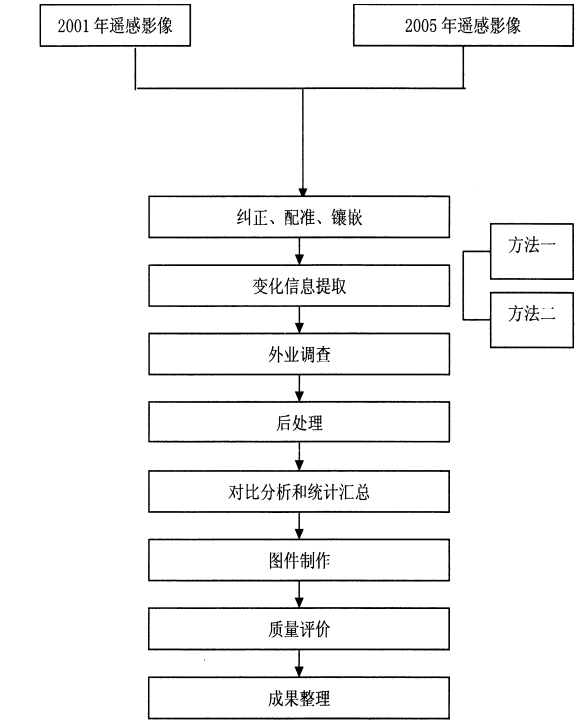 2001年遥感影像
2005年遥感影像
纠正、配准、镶嵌
方法一
变化信息提取
方法二
外业调查
后处理
对比分析和统计汇总
图件制作
质量评价
成果整理